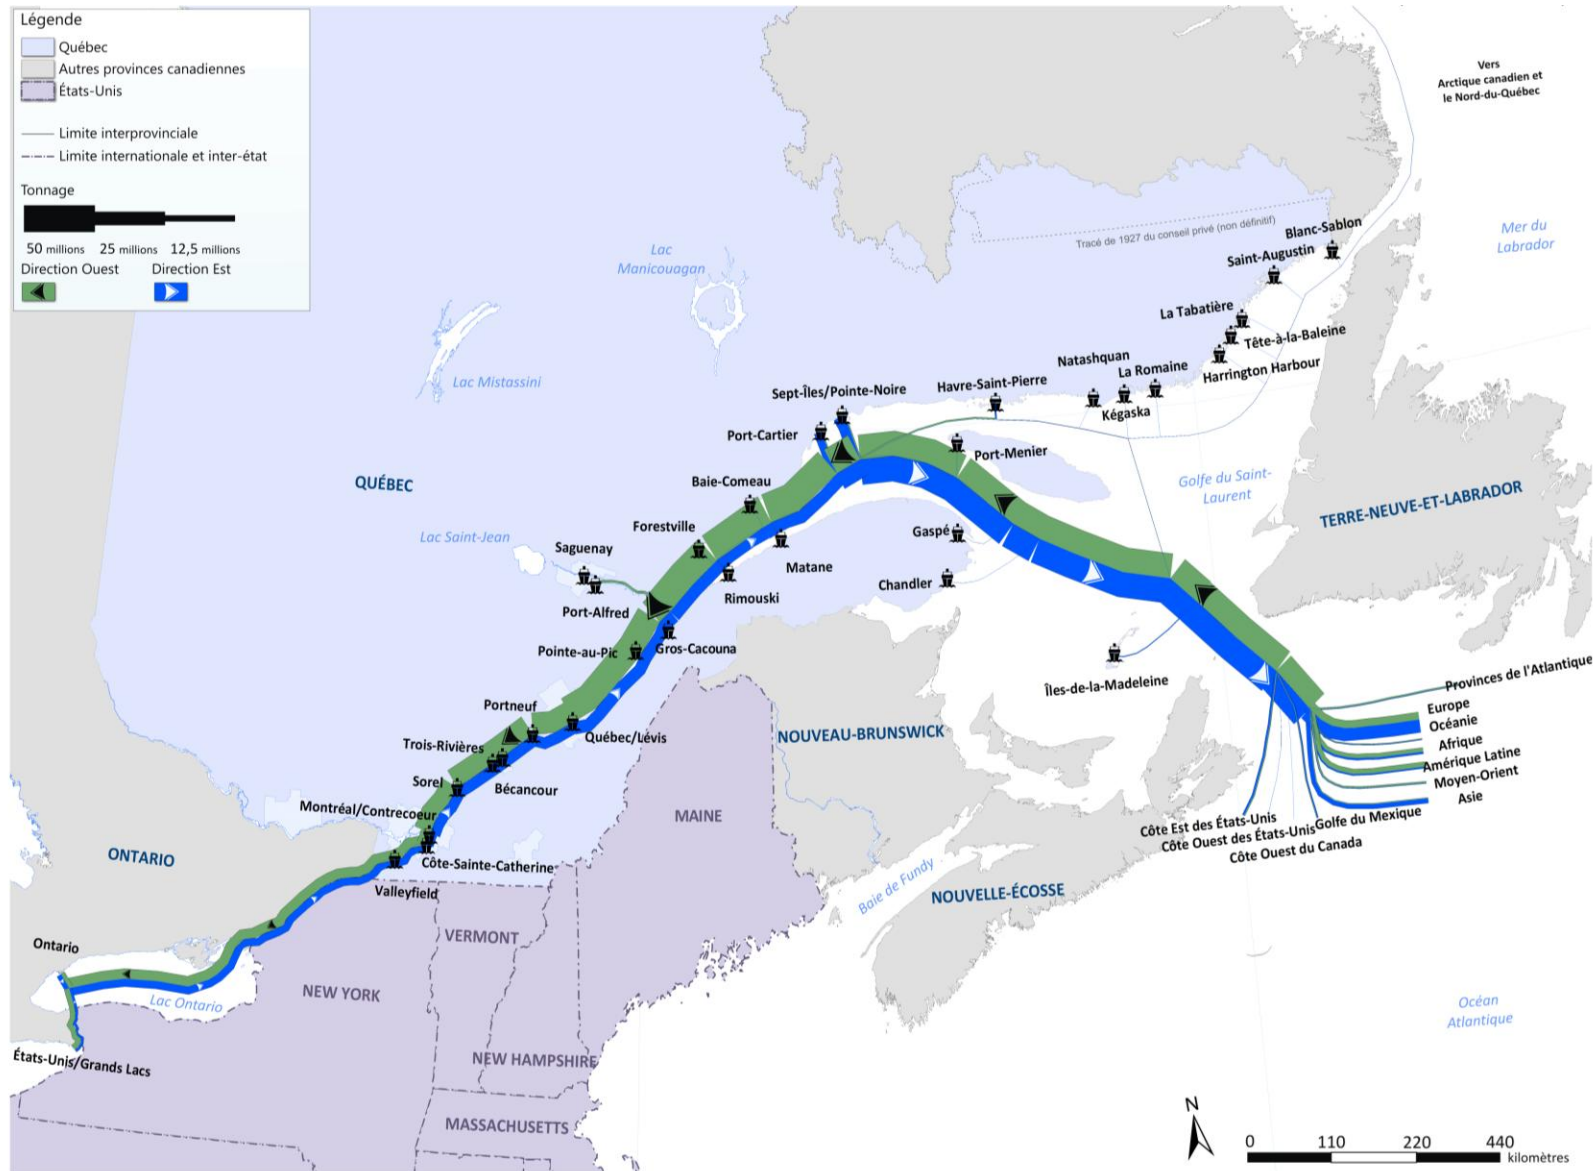 Légende
Québec
Autres provinces canadiennes
États-Unis
Limite interprovinciale
Limite internationale et inter-état
Tonnage
50 millions 25 millions 12,5 millions
Direction Ouest Direction Est
Vers
Arctique canadien et
le Nord-du-Québec
Mer du
Labrador
Tracé de 1927 du conseil privé (non définitif)
Blanc-Sablon
Saint-Augustin
Lac
Manicouagan
La Tabatière
Tête-à-la-Baleine
Harrington Harbour
Natashquan
La Romaine
Kégaska
Havre-Saint-Pierre
Lac Mistassini
Sept-Îles/Pointe-Noire
Port-Cartier
Port-Menier
Golfe du Saint-
Laurent
TERRE-NEUVE-ET-LABRADOR
QUÉBEC
Baie-Comeau
Forestville
Lac Saint-Jean
Saguenay
Port-Alfred
Matane
Rimouski
Gaspé
Chandler
Pointe-au-Pic
Gros-Cacouna
Îles-de-la-Madeleine
Provinces de l'Atlantique
Europe
Océanie
Afrique
Amérique Latine
Moyen-Orient
Asie
Portneuf
Québec/Lévis
Trois-Rivières
Bécancour
Sorel
Montréal/Contrecoeur
Côte-Sainte-Catherine
Valleyfield
NOUVEAU-BRUNSWICK
MAINE
Côte Est des États-Unis
Côte Ouest des États-Unis
Golfe du Mexique
Côte Ouest du Canada
ONTARIO
Baie de Fundy
NOUVELLE-ÉCOSSE
VERMONT
NEW YORK
Ontario
Lac Ontario
États-Unis/Grands Lacs
NEW HAMPSHIRE
MASSACHUSETTS
Océan
Atlantique
N
0 110 220 440
kilomètres